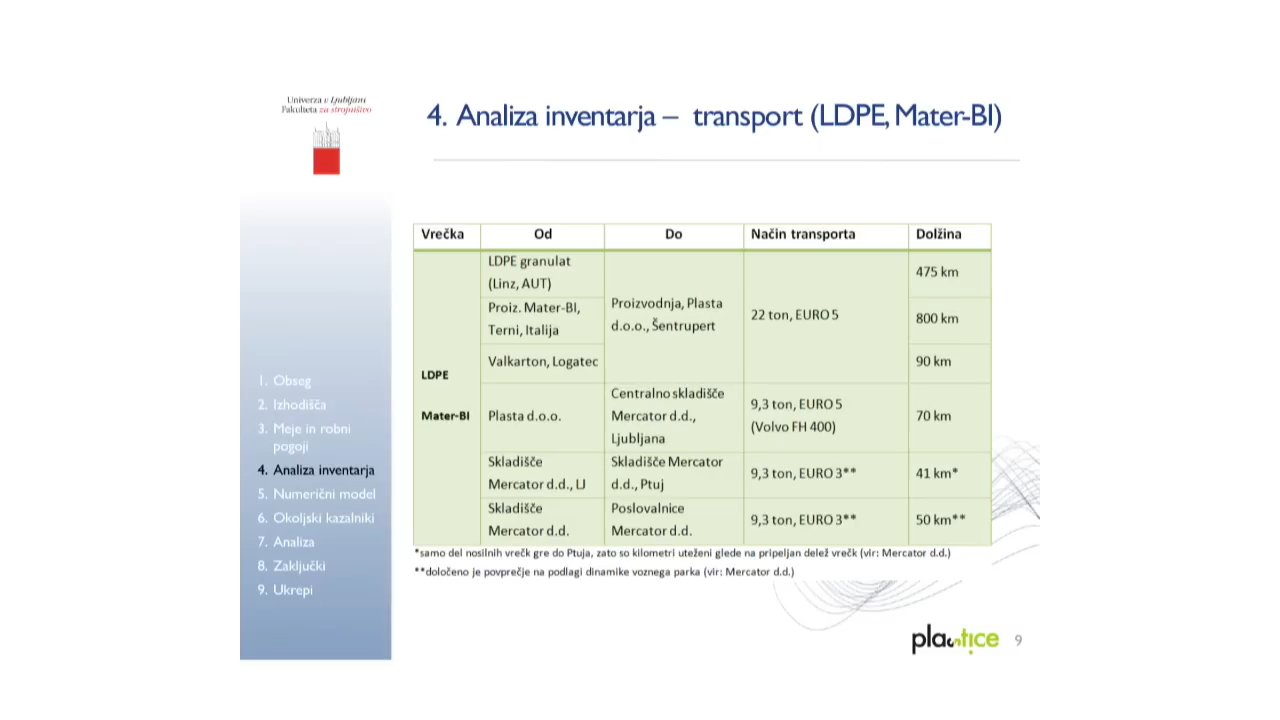 Univerza v Ljubljani
Fakulteta za strojništvo
4. Analiza inventarja – transport (LDPE, Mater-BI)
1. Obseg
2. Izhodišča
3. Meje in robni
pogoji
4. Analiza inventarja
5. Numerični model
6. Okoljski kazalniki
7. Analiza
8. Zaključki
9. Ukrepi
Vrečka Od Do Način transporta Dolžina
LDPE
Mater-BI
LDPE granulat
(Linz, AUT)
475 km
Proiz. Mater-BI,
Terni, Italija
800 km
Valkarton, Logatec
90 km
Proizvodnja, Plasta
d.o.o., Šentrupert
22 ton, EURO 5
Plasta d.o.o.
Centralno skladišče
Mercator d.d.,
Ljubljana
9,3 ton, EURO 5
(Volvo FH 400)
70 km
Skladišče
Mercator d.d., LJ
Skladišče Mercator
d.d., Ptuj
9,3 ton, EURO 3**
41 km*
Skladišče
Mercator d.d.
Poslovalnice
Mercator d.d.
9,3 ton, EURO 3**
50 km**
*samo del nosilnih vrečk gre do Ptuja, zato so kilometri uteženi glede na pripeljan delež vrečk (vir: Mercator d.d.)
**določeno je povprečje na podlagi dinamike voznega parka (vir: Mercator d.d.)
plastice
9